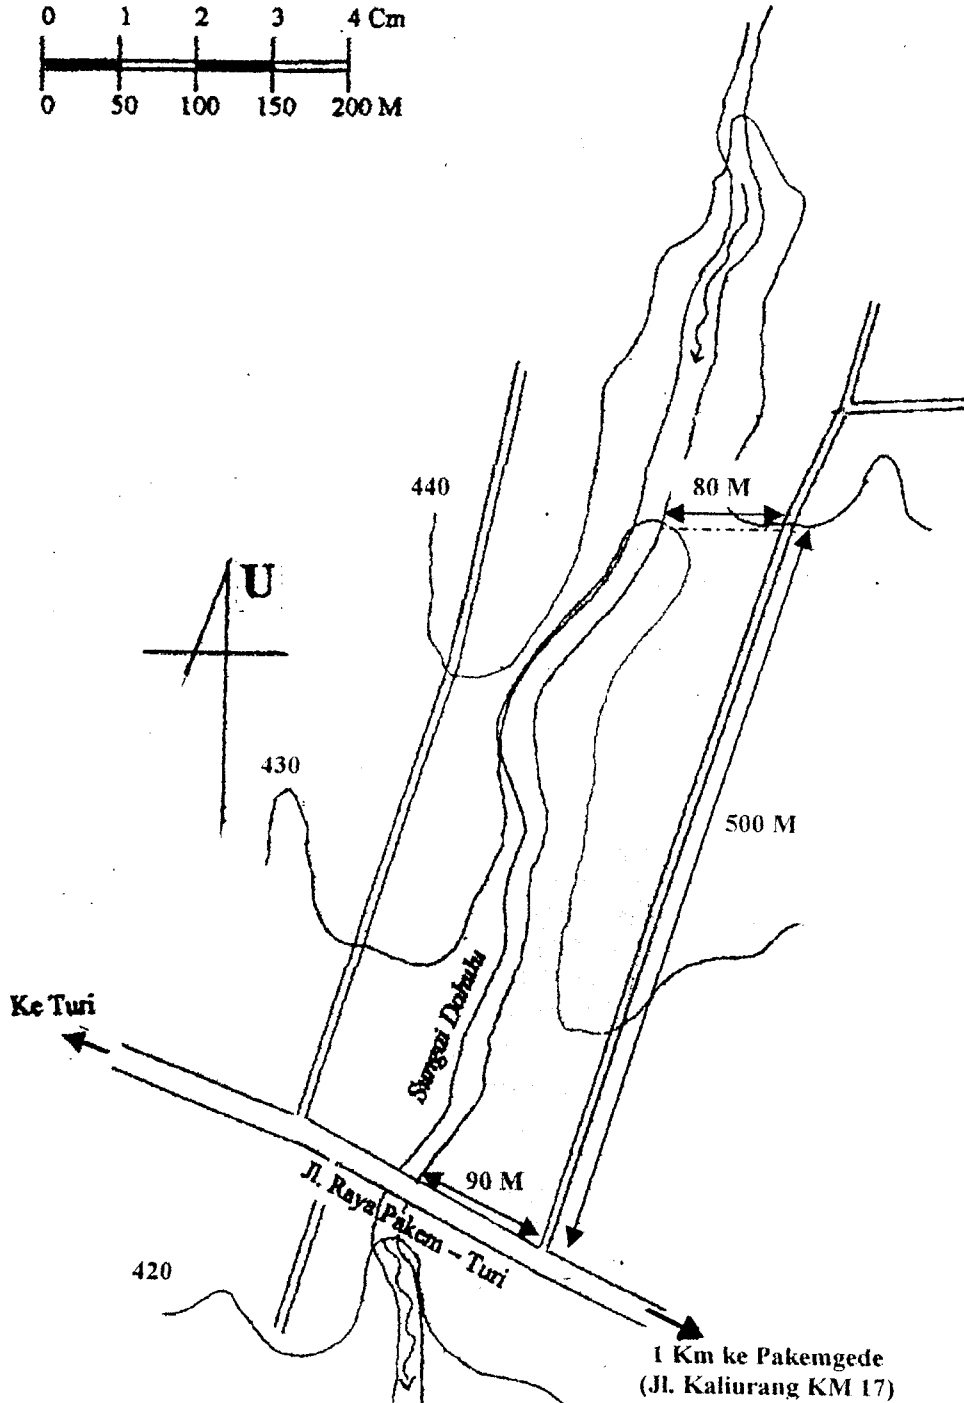 0 1 2 3 4 Cm
0 50 100 150 200 M
80 M
440
U
430
500 M
Ke Turi
Sungai Dohulu
90 M
Jl. Raya Pakem – Turi
420
1 Km ke Pakemgede
(Jl. Kaliurang KM 17)